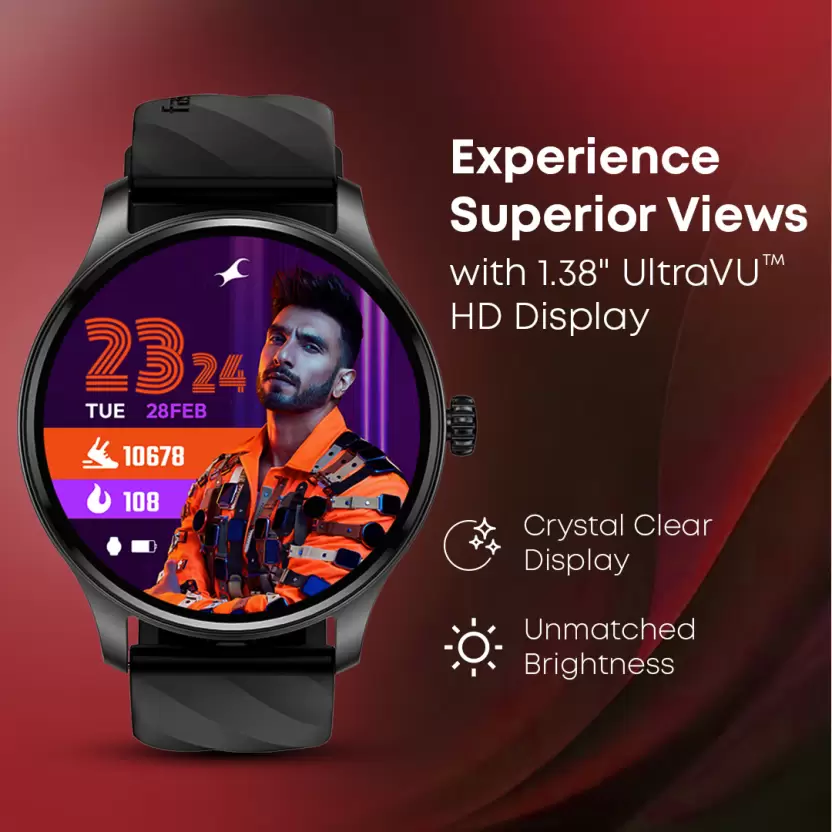 Experience
Superior Views
with 1.38" UltraVU™
HD Display
23 24
TUE 28FEB
10678
108
Crystal Clear
Display
Unmatched
Brightness